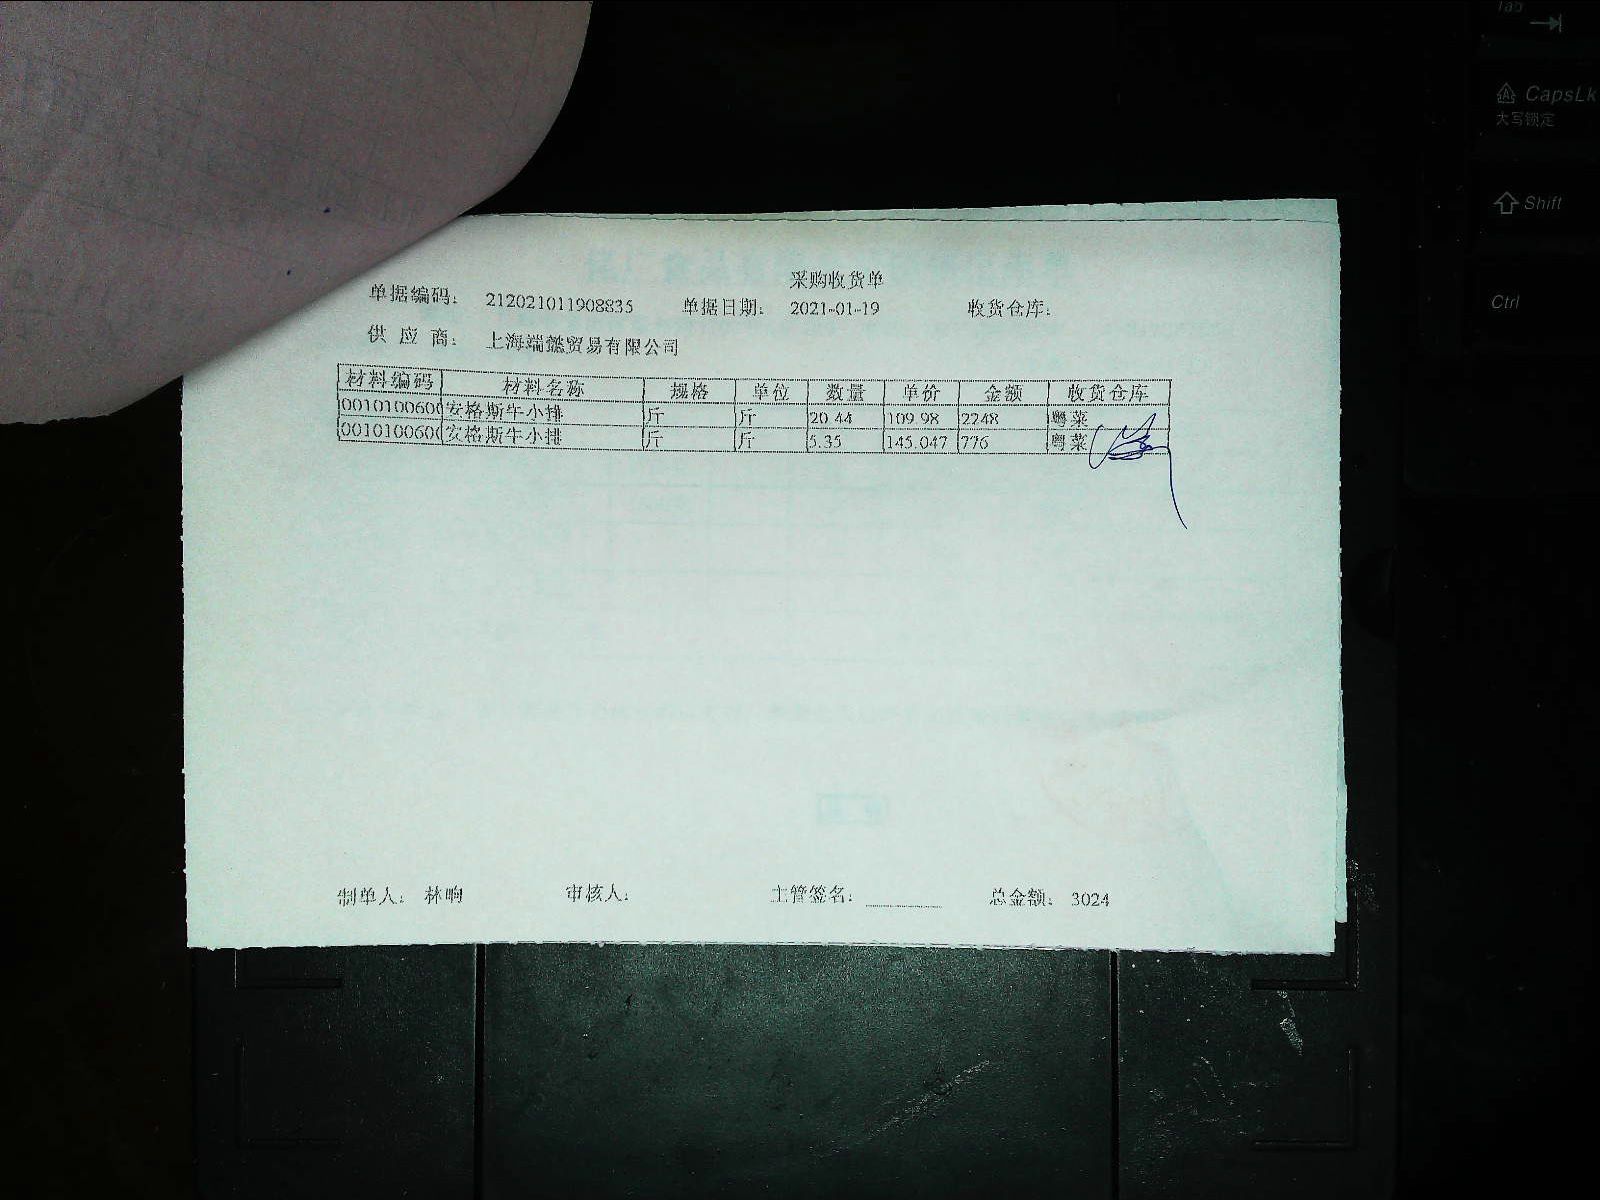 采购收货单
单据编码： 212021011908835 单据日期： 2021-01-19 收货仓库：
供 应 商： 上海端懿贸易有限公司
材料编码 材料名称 规格 单位 数量 单价 金额 收货仓库
0010100600 安格斯牛小排 斤 斤 20.44 109.98 2248 粤菜
0010100600 安格斯牛小排 斤 斤 5.35 145.047 776 粤菜
制单人： 林昫 审核人： 主管签名： 总金额： 3024
Tab
CapsLk
大写锁定
Shift
Ctrl